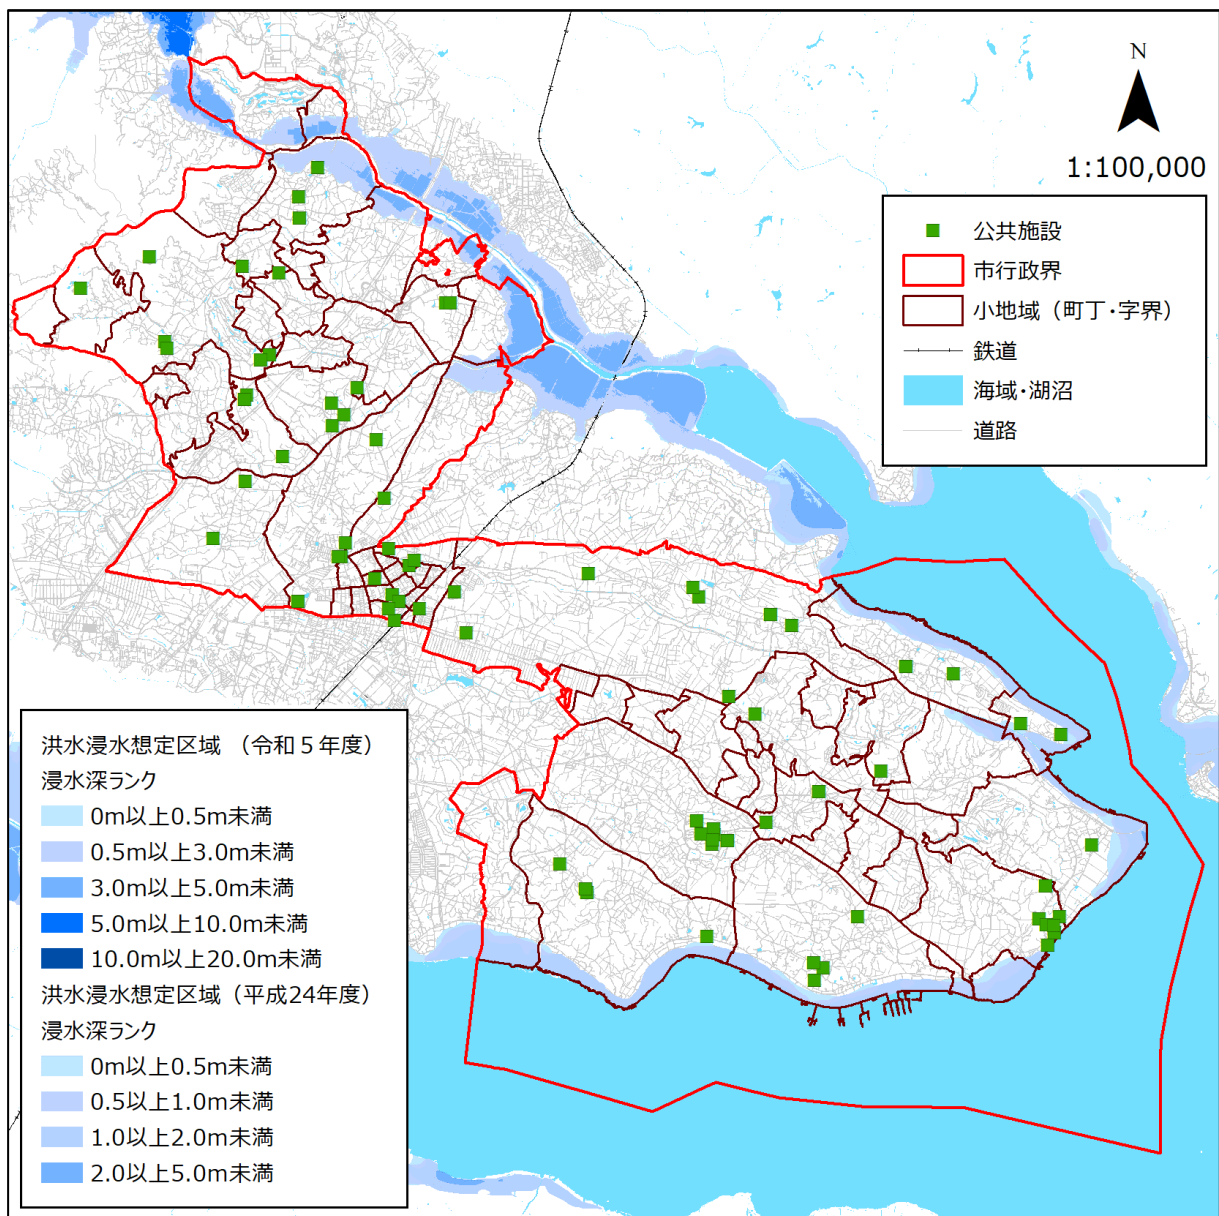 N
1:100,000
公共施設
市行政界
小地域（町丁・字界）
鉄道
海域・湖沼
道路
洪水浸水想定区域 （令和５年度）
浸水深ランク
0m以上0.5m未満
0.5m以上3.0m未満
3.0m以上5.0m未満
5.0m以上10.0m未満
10.0m以上20.0m未満
洪水浸水想定区域（平成24年度）
浸水深ランク
0m以上0.5m未満
0.5以上1.0m未満
1.0以上2.0m未満
2.0以上5.0m未満